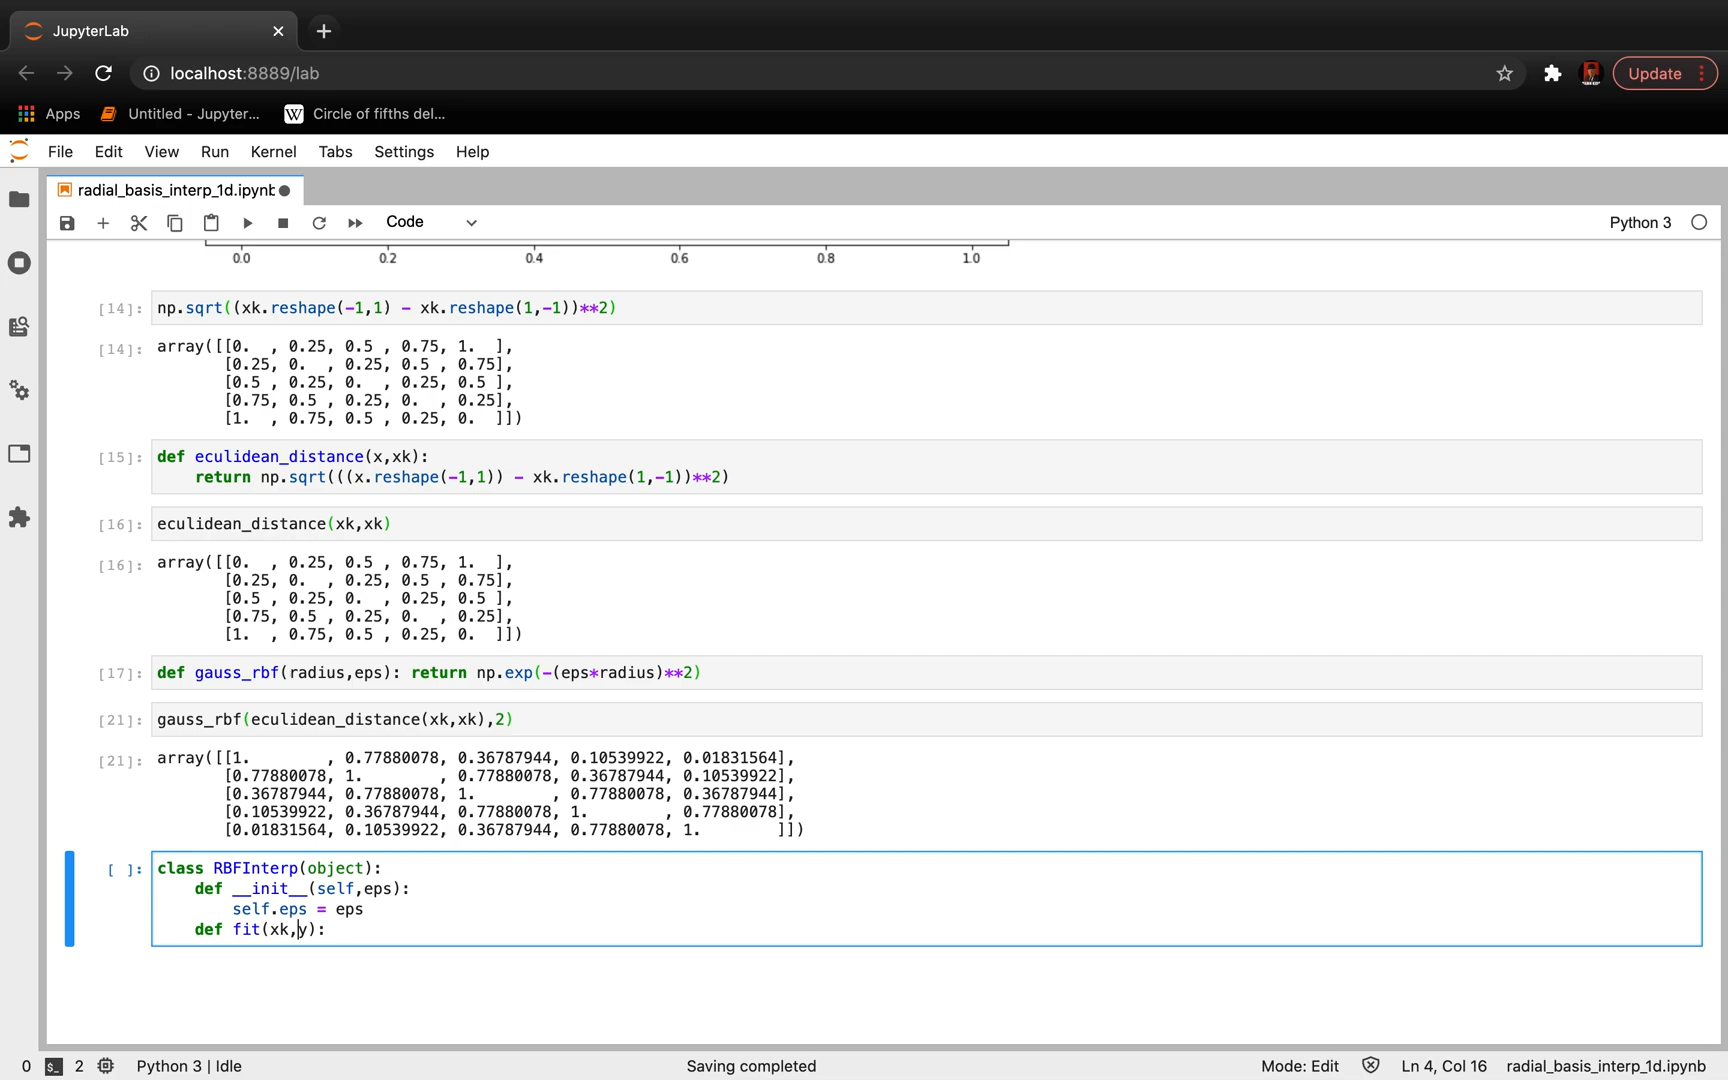 JupyterLab
localhost:8889/lab
Update
Apps
Untitled - Jupyter...
W
Circle of fifths del...
File Edit View Run Kernel Tabs Settings Help
radial_basis_interp_1d.ipynb
Code
Python 3
0.0 0.2 0.4 0.6 0.8 1.0
[14]: np.sqrt((xk.reshape(-1,1) - xk.reshape(1,-1))**2)
[14]: array([[0.  , 0.25, 0.5 , 0.75, 1.  ],
[0.25, 0.  , 0.25, 0.5 , 0.75],
[0.5 , 0.25, 0.  , 0.25, 0.5 ],
[0.75, 0.5 , 0.25, 0.  , 0.25],
[1.  , 0.75, 0.5 , 0.25, 0.  ]])
[15]: def eculidean_distance(x,xk):
return np.sqrt(((x.reshape(-1,1)) - xk.reshape(1,-1))**2)
[16]: eculidean_distance(xk,xk)
[16]: array([[0.  , 0.25, 0.5 , 0.75, 1.  ],
[0.25, 0.  , 0.25, 0.5 , 0.75],
[0.5 , 0.25, 0.  , 0.25, 0.5 ],
[0.75, 0.5 , 0.25, 0.  , 0.25],
[1.  , 0.75, 0.5 , 0.25, 0.  ]])
[17]: def gauss_rbf(radius,eps): return np.exp(-(eps*radius)**2)
[21]: gauss_rbf(eculidean_distance(xk,xk),2)
[21]: array([[1.        , 0.77880078, 0.36787944, 0.10539922, 0.01831564],
[0.77880078, 1.        , 0.77880078, 0.36787944, 0.10539922],
[0.36787944, 0.77880078, 1.        , 0.77880078, 0.36787944],
[0.10539922, 0.36787944, 0.77880078, 1.        , 0.77880078],
[0.01831564, 0.10539922, 0.36787944, 0.77880078, 1.        ]])
[ ]: class RBFInterp(object):
def __init__(self,eps):
self.eps = eps
def fit(xk,y):
0 2 Python 3 | Idle Saving completed Mode: Edit Ln 4, Col 16 radial_basis_interp_1d.ipynb